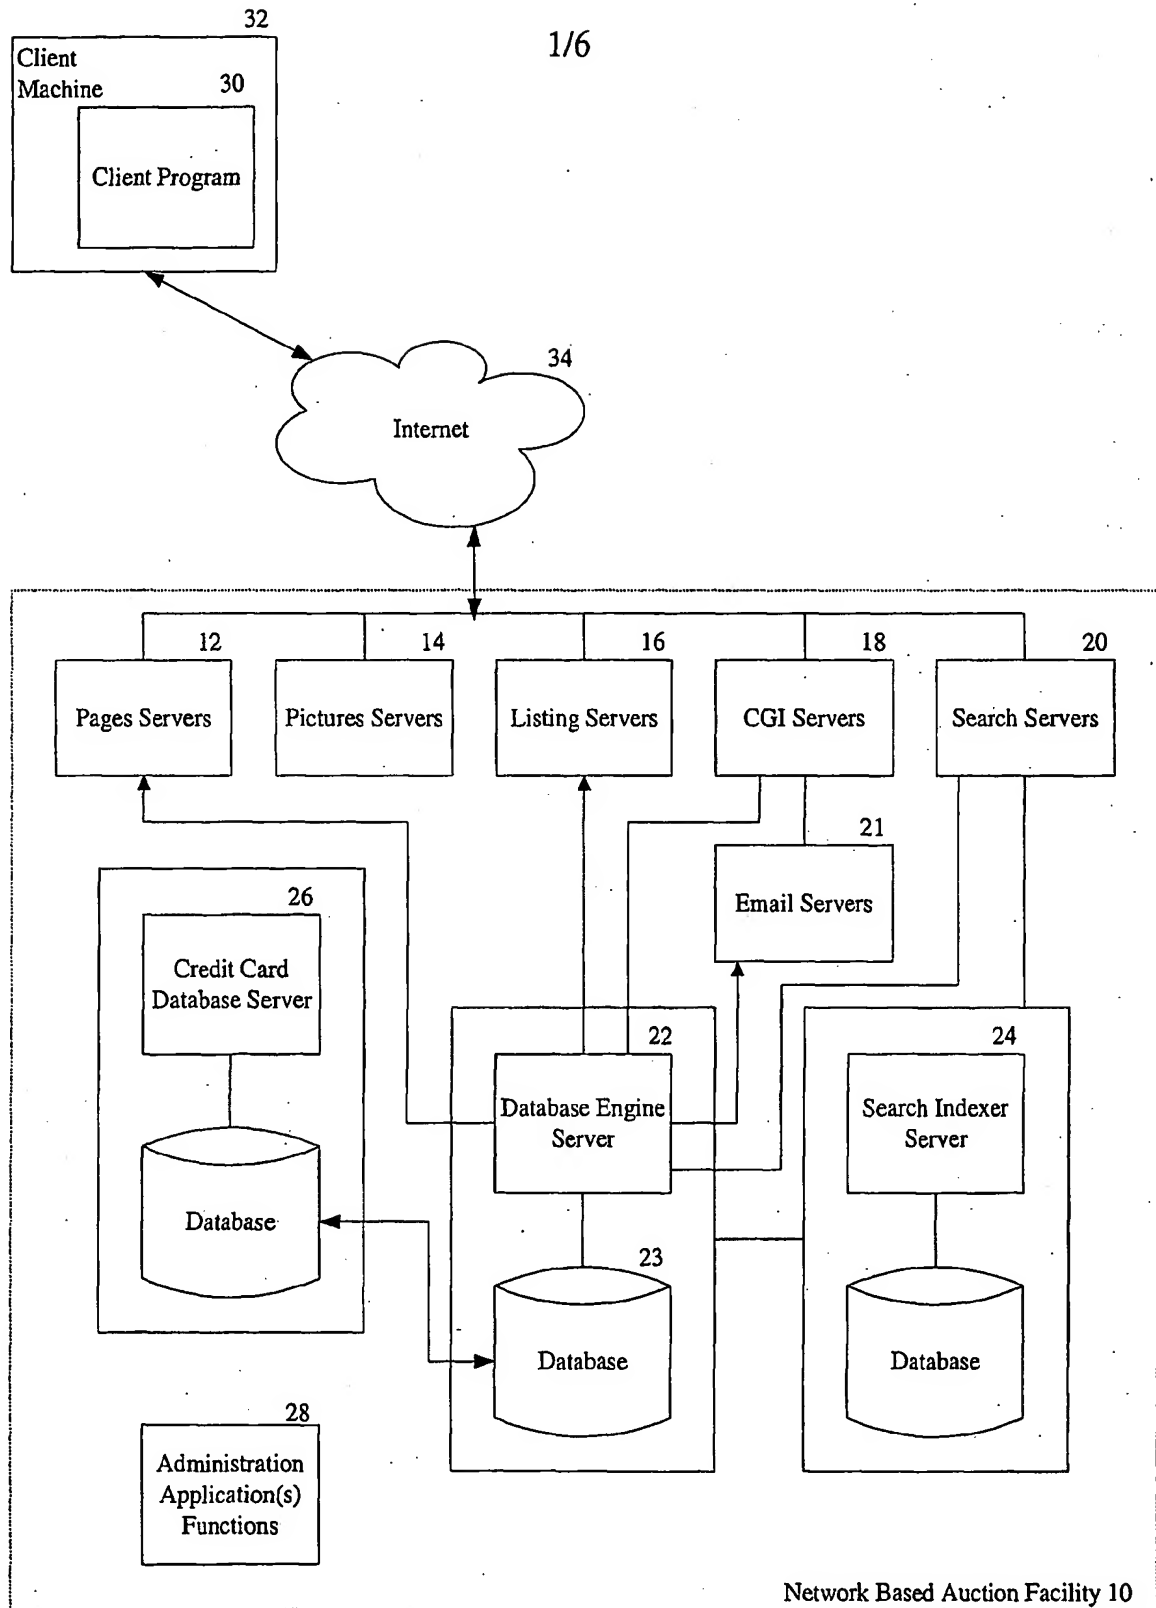 32
1/6
Client
Machine
30
Client Program
34
Internet
12
14
16
18
20
Pages Servers
Pictures Servers
Listing Servers
CGI Servers
Search Servers
21
Email Servers
26
Credit Card
Database Server
22
Database Engine
Server
24
Search Indexer
Server
Database
23
Database
Database
28
Administration
Application(s)
Functions
Network Based Auction Facility 10